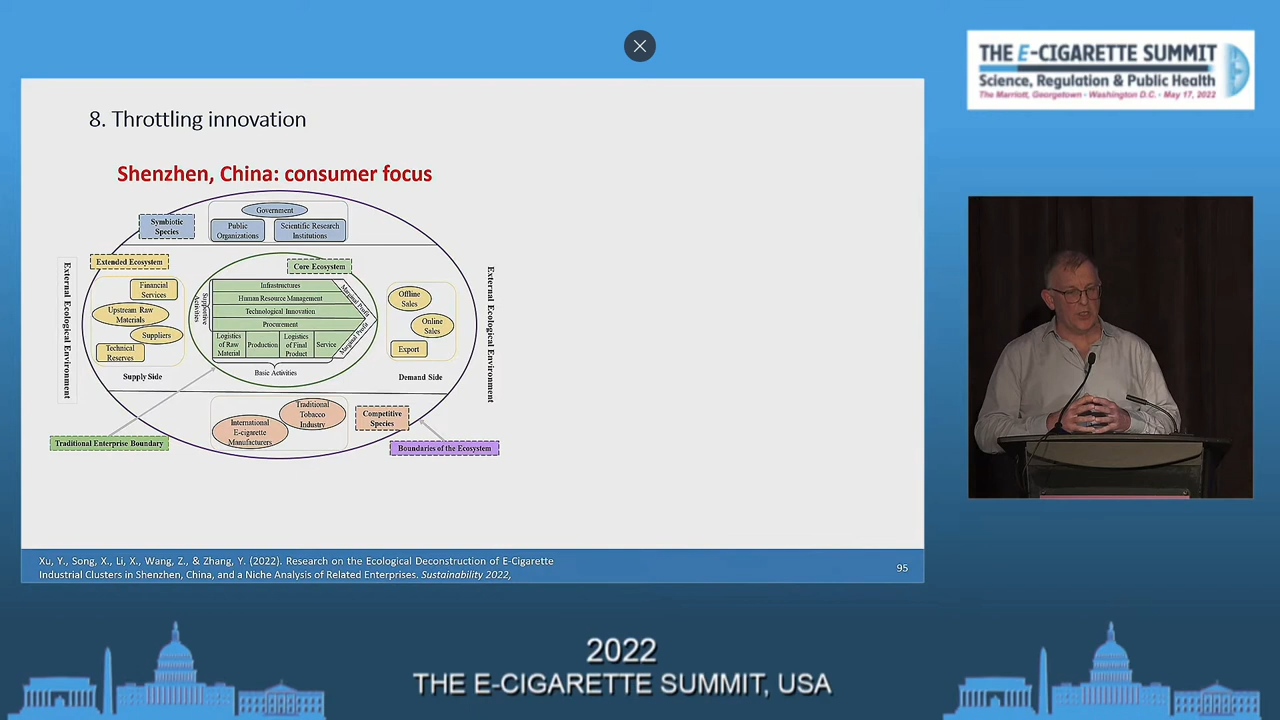 THE E-CIGARETTE SUMMIT
Science, Regulation & Public Health
The Marriott, Georgetown - Washington D.C. - May 17, 2022
8. Throttling innovation
Shenzhen, China: consumer focus
Symbiotic
Species
Government
Public
Organizations
Scientific Research
Institutions
Extended Ecosystem
Core Ecosystem
External Ecological Environment
Financial
Services
Upstream Raw
Materials
Suppliers
Technical
Reserves
Supply Side
Supportive
Activities
Infrastructures
Human Resource Management
Technological Innovation
Procurement
Logistics
of Raw
Material
Production
Logistics
of Final
Product
Service
Marginal Profit
Marginal Profit
Basic Activities
Offline
Sales
Online
Sales
Export
Demand Side
External Ecological Environment
International
E-cigarette
Manufacturers
Traditional
Tobacco
Industry
Competitive
Species
Traditional Enterprise Boundary
Boundaries of the Ecosystem
Xu, Y., Song, X., Li, X., Wang, Z., & Zhang, Y. (2022). Research on the Ecological Deconstruction of E-Cigarette
Industrial Clusters in Shenzhen, China, and a Niche Analysis of Related Enterprises. Sustainability 2022,
95
2022
THE E-CIGARETTE SUMMIT, USA